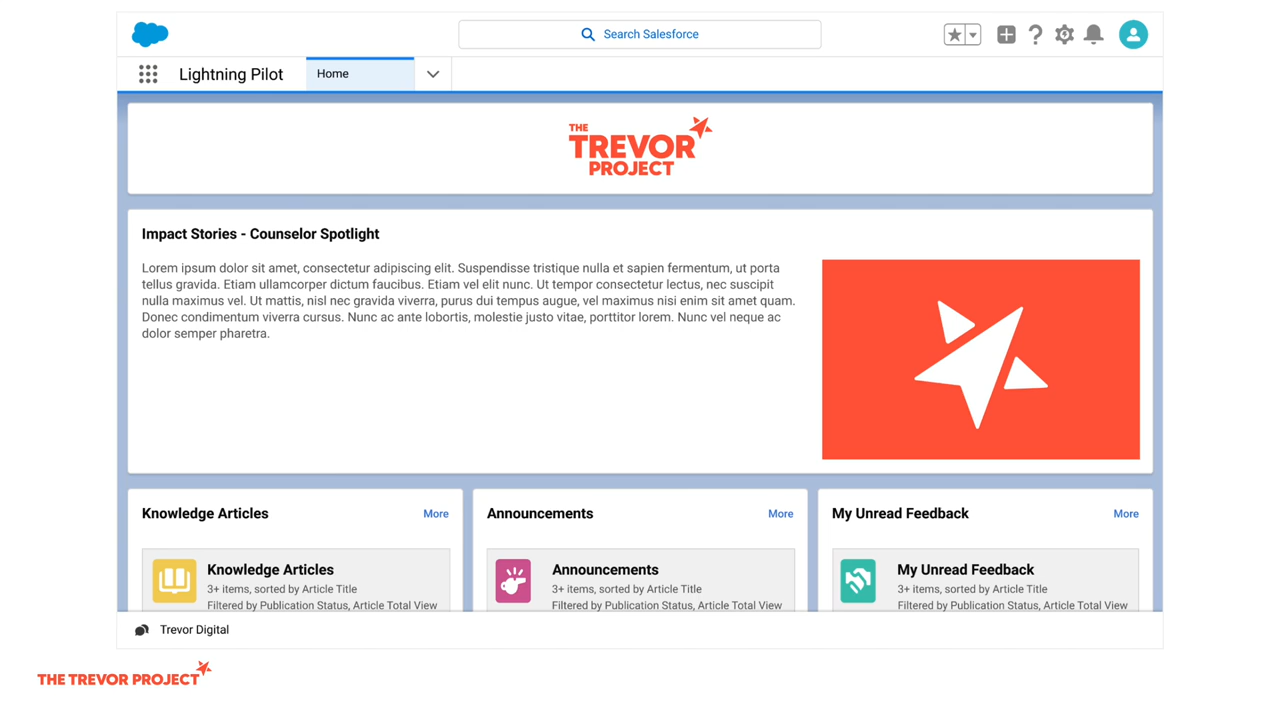 Search Salesforce
Lightning Pilot
Home
THE
TREVOR
PROJECT
Impact Stories - Counselor Spotlight
Lorem ipsum dolor sit amet, consectetur adipiscing elit. Suspendisse tristique nulla et sapien fermentum, ut porta
tellus gravida. Etiam ullamcorper dictum faucibus. Etiam vel elit nunc. Ut tempor consectetur lectus, nec suscipit
nulla maximus vel. Ut mattis, nisl nec gravida viverra, purus dui tempus augue, vel maximus nisi enim sit amet quam.
Donec condimentum viverra cursus. Nunc ac ante lobortis, molestie justo vitae, porttitor lorem. Nunc vel neque ac
dolor semper pharetra.
Knowledge Articles
More
Knowledge Articles
3+ items, sorted by Article Title
Filtered by Publication Status, Article Total View
Announcements
More
Announcements
3+ items, sorted by Article Title
Filtered by Publication Status, Article Total View
My Unread Feedback
More
My Unread Feedback
3+ items, sorted by Article Title
Filtered by Publication Status, Article Total View
Trevor Digital
THE TREVOR PROJECT